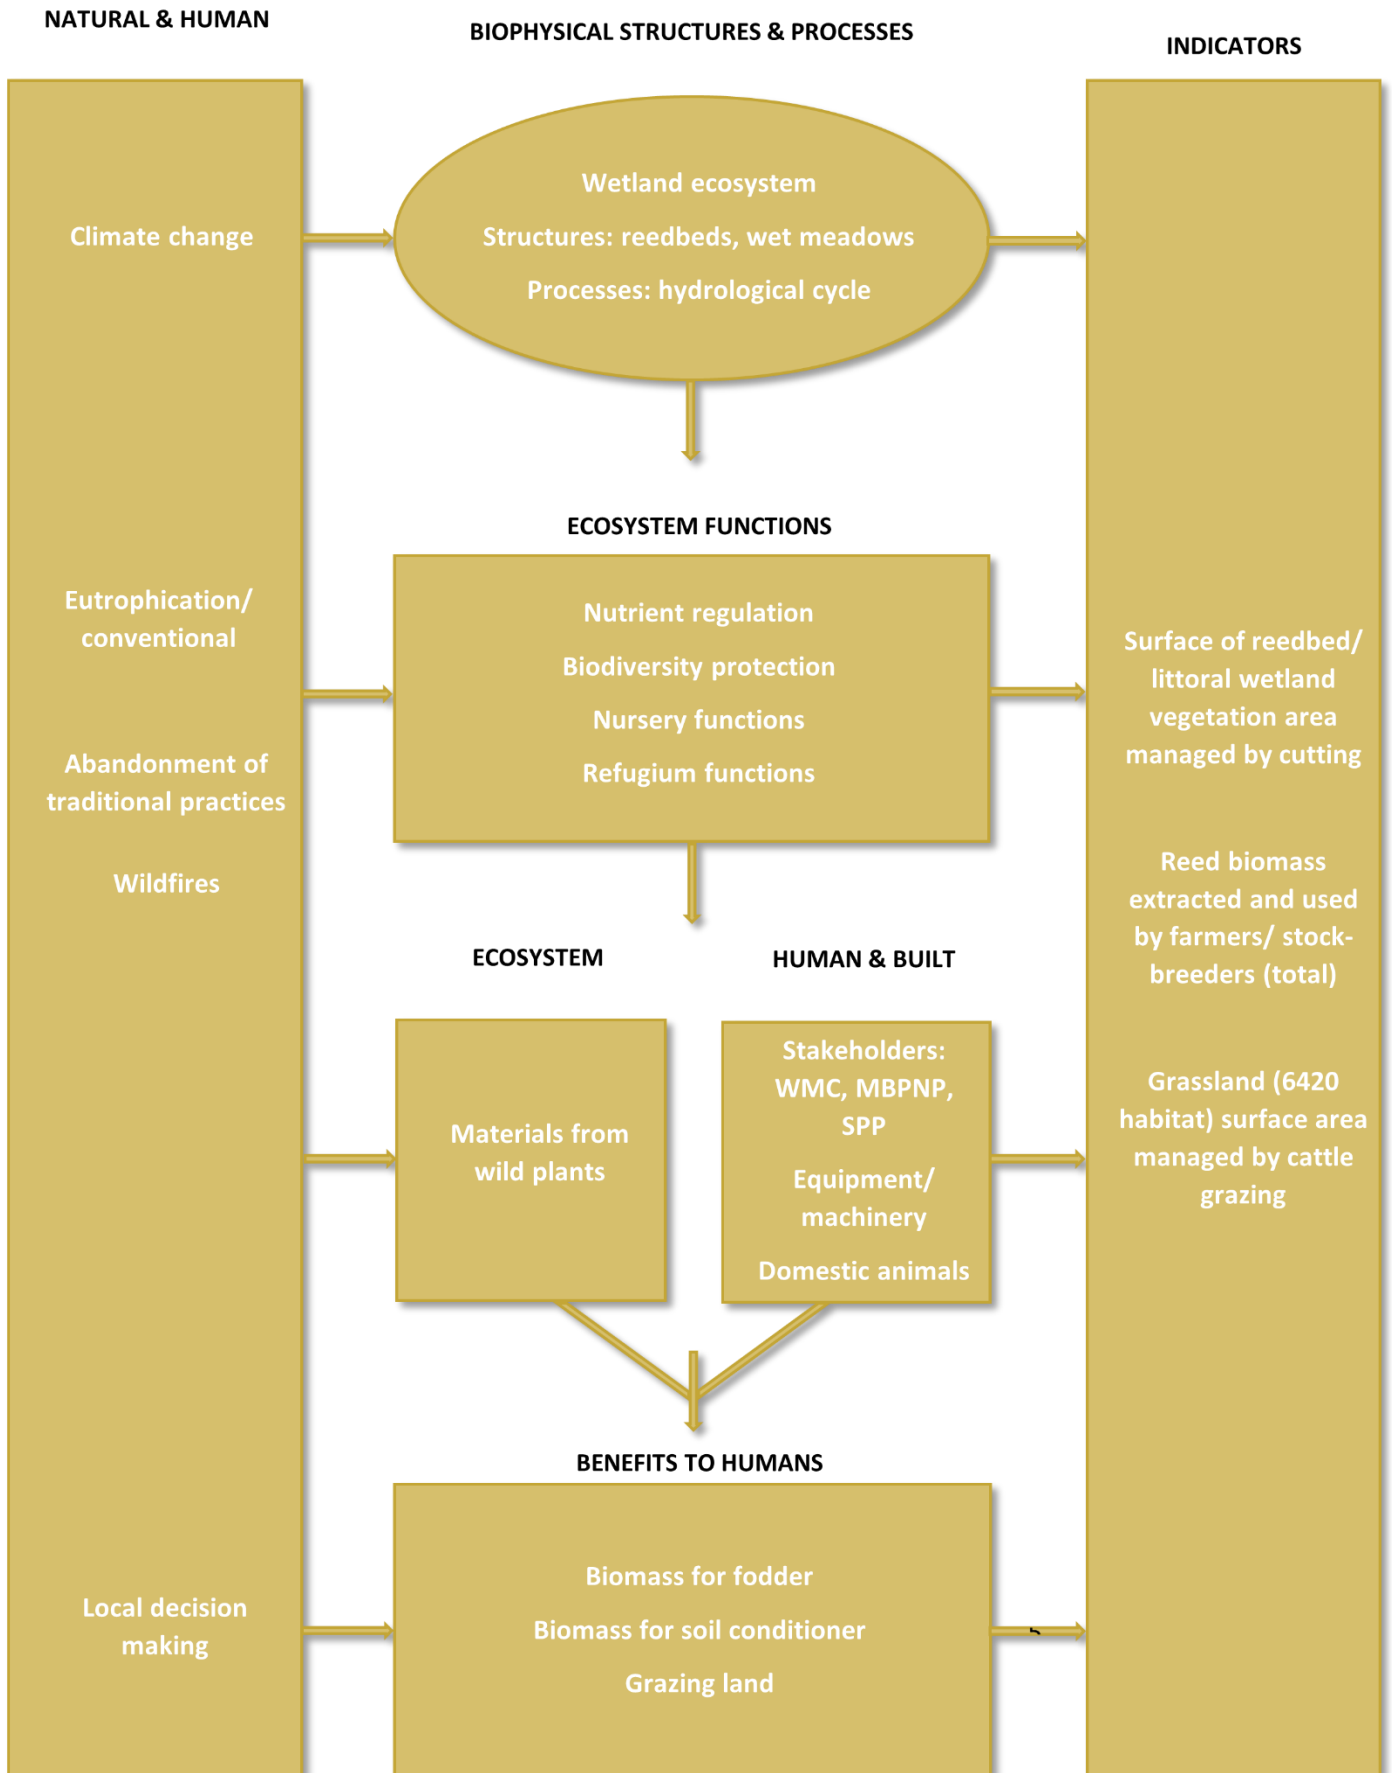 NATURAL & HUMAN
BIOPHYSICAL STRUCTURES & PROCESSES
INDICATORS
Climate change
Eutrophication/
conventional
Abandonment of
traditional practices
Wildfires
Local decision
making
Wetland ecosystem
Structures: reedbeds, wet meadows
Processes: hydrological cycle
ECOSYSTEM FUNCTIONS
Nutrient regulation
Biodiversity protection
Nursery functions
Refugium functions
ECOSYSTEM
Materials from
wild plants
HUMAN & BUILT
Stakeholders:
WMC, MBPNP,
SPP
Equipment/
machinery
Domestic animals
BENEFITS TO HUMANS
Biomass for fodder
Biomass for soil conditioner
Grazing land
Surface of reedbed/
littoral wetland
vegetation area
managed by cutting
Reed biomass
extracted and used
by farmers/ stock-
breeders (total)
Grassland (6420
habitat) surface area
managed by cattle
grazing